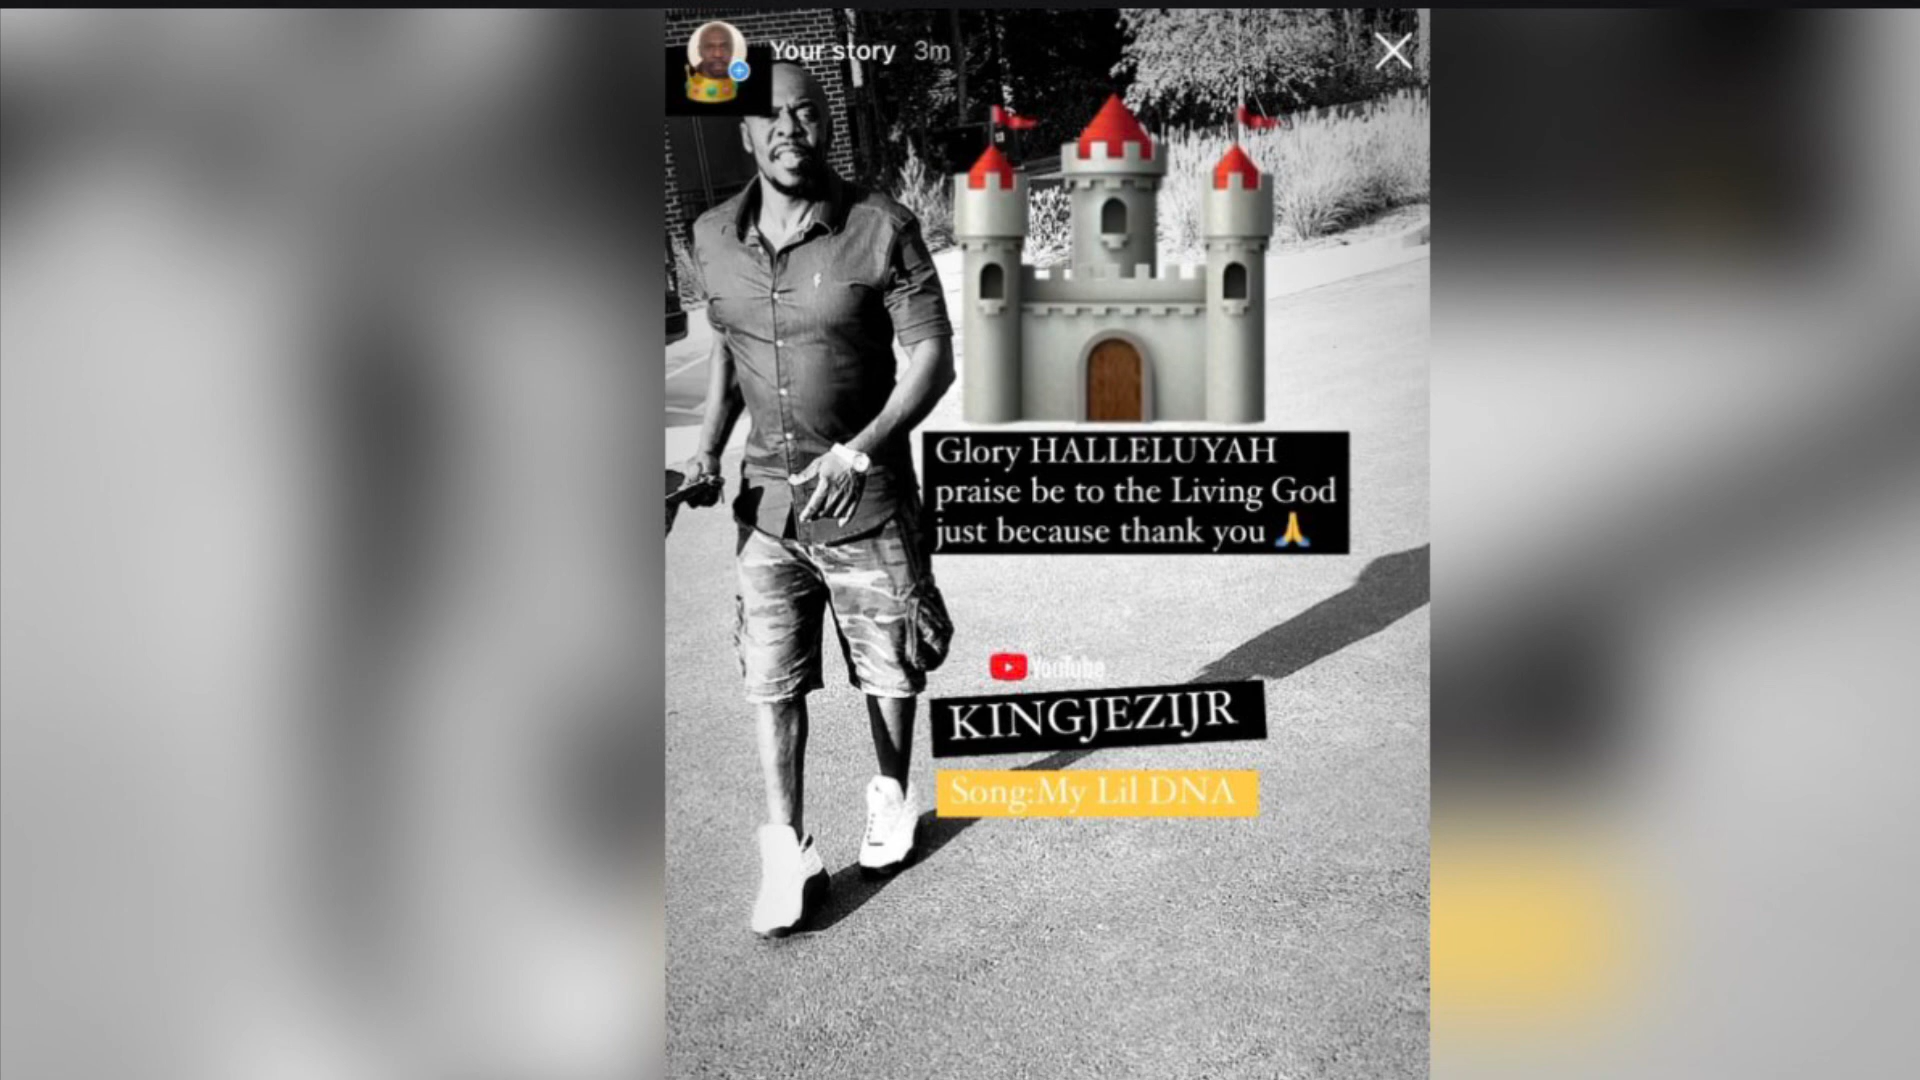 Your story 3m
Glory HALLELUYAH
praise be to the Living God
just because thank you 🙏
YouTube
KINGJEZIJR
Song:My Lil DNA